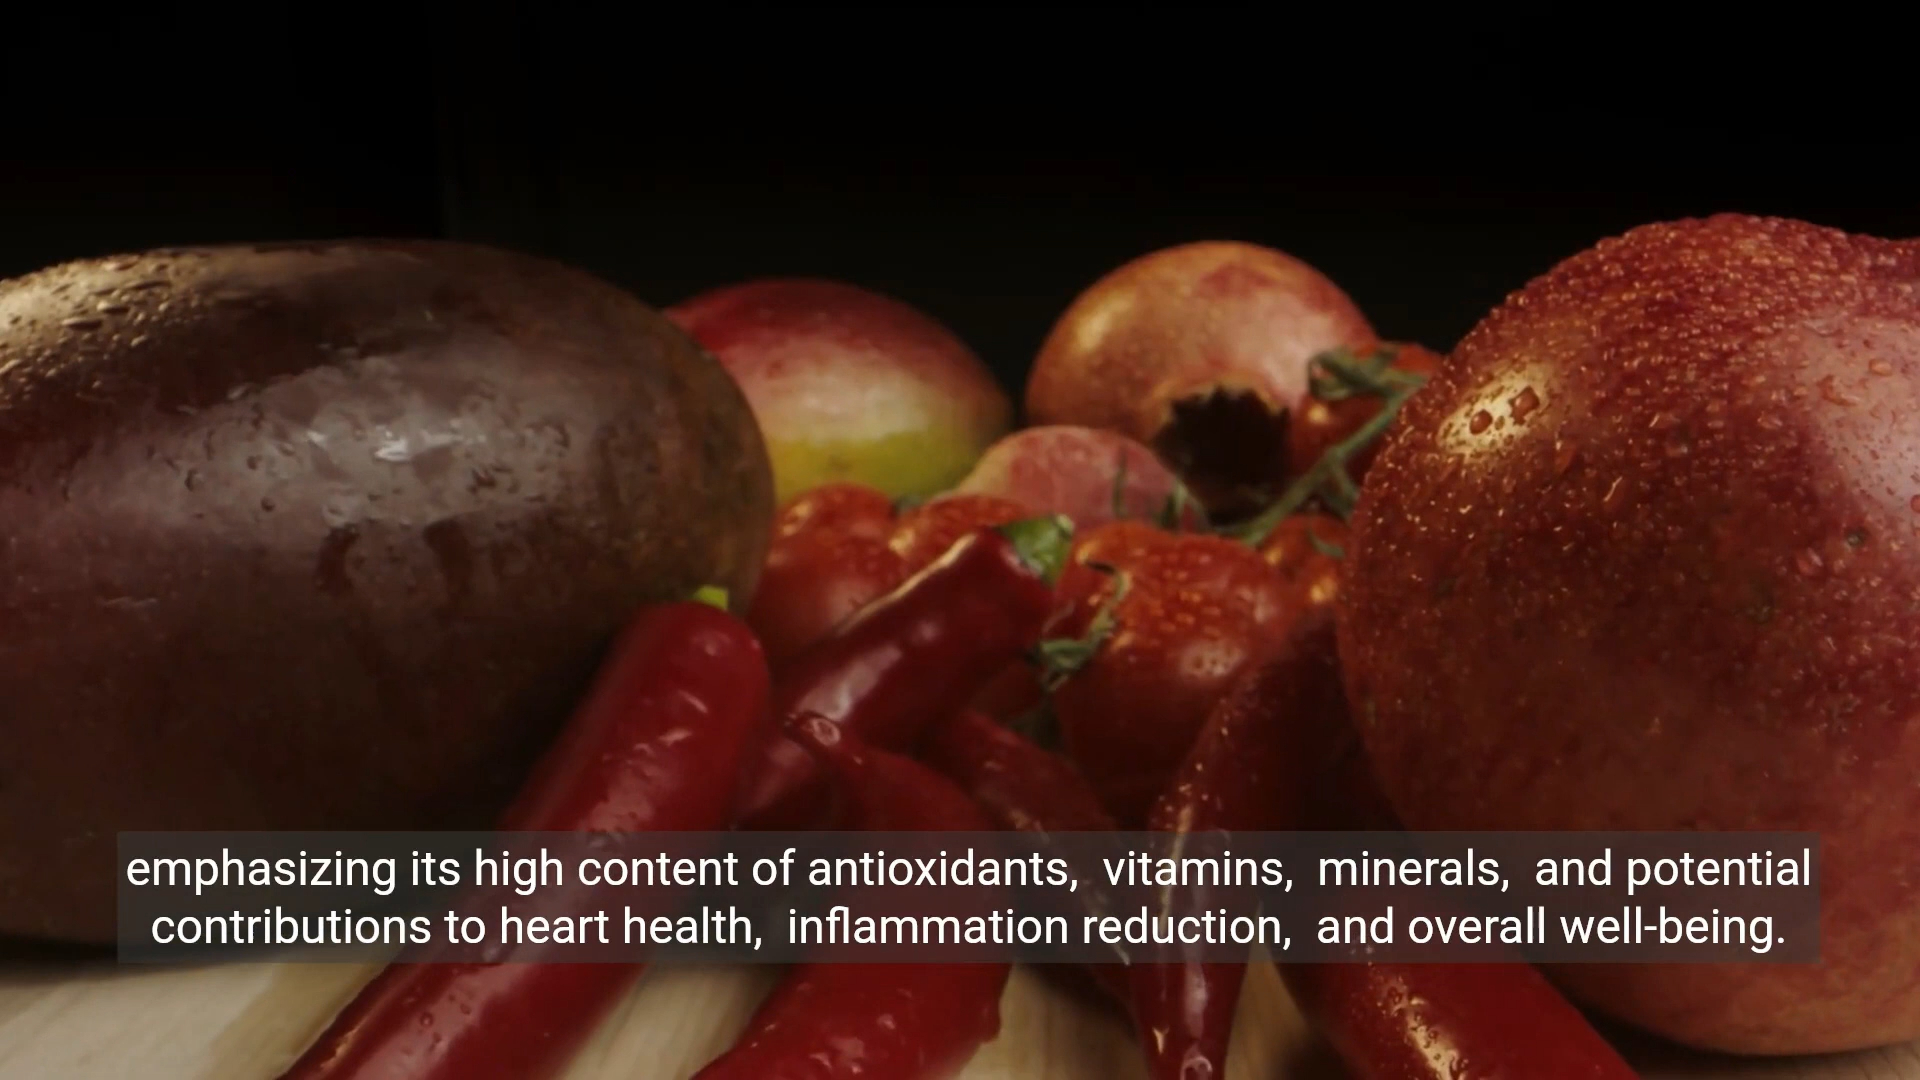 emphasizing its high content of antioxidants, vitamins, minerals, and potential
contributions to heart health, inflammation reduction, and overall well-being.